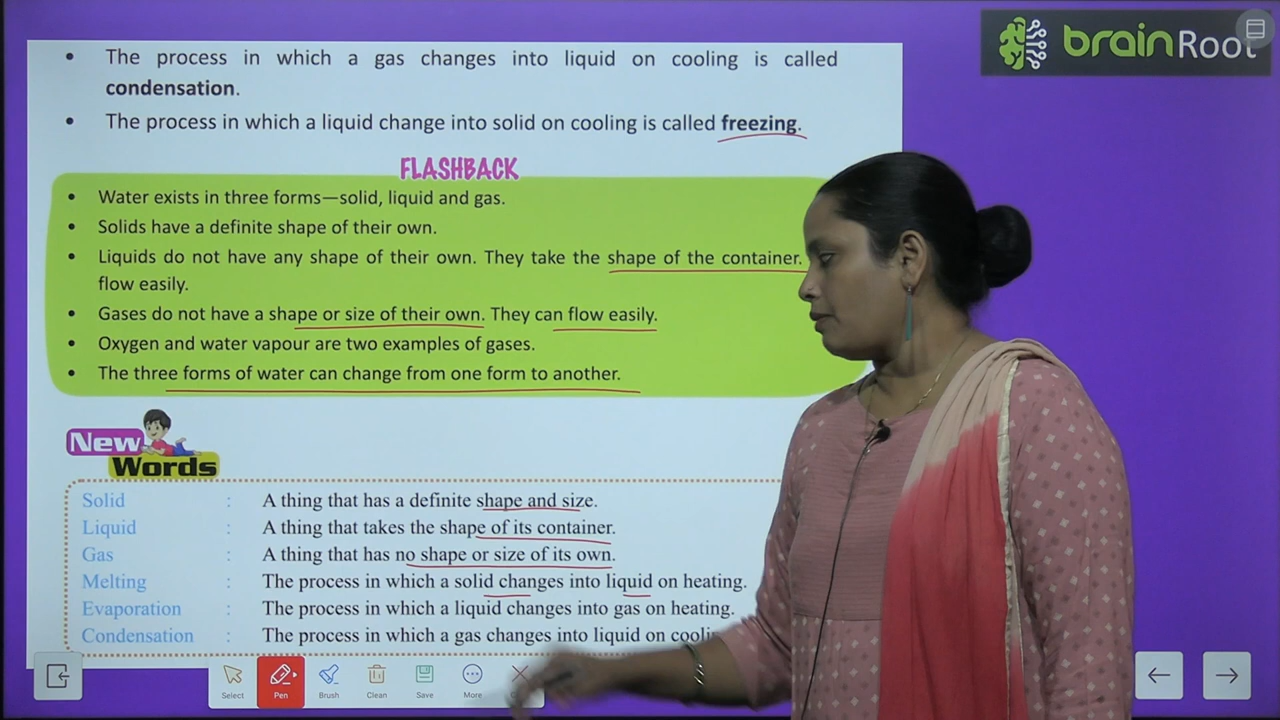 brainRoot
• The process in which a gas changes into liquid on cooling is called
condensation.
• The process in which a liquid change into solid on cooling is called freezing.
FLASHBACK
• Water exists in three forms—solid, liquid and gas.
• Solids have a definite shape of their own.
• Liquids do not have any shape of their own. They take the shape of the container.
flow easily.
• Gases do not have a shape or size of their own. They can flow easily.
• Oxygen and water vapour are two examples of gases.
• The three forms of water can change from one form to another.
New
Words
Solid : A thing that has a definite shape and size.
Liquid : A thing that takes the shape of its container.
Gas : A thing that has no shape or size of its own.
Melting : The process in which a solid changes into liquid on heating.
Evaporation : The process in which a liquid changes into gas on heating.
Condensation : The process in which a gas changes into liquid on
Select Pen Brush Clean Save More